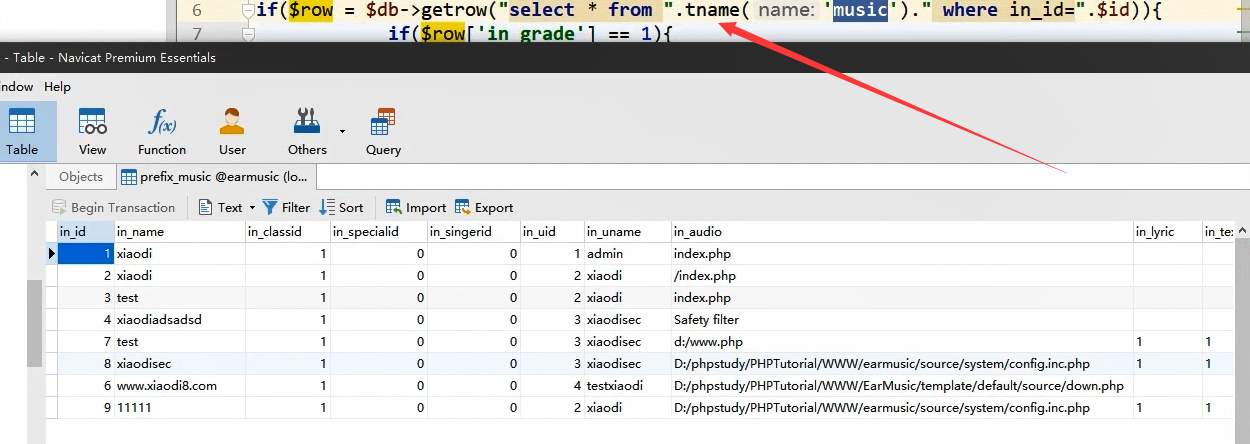 6 if($row = $db->getrow("select * from ".tname( name: 'music')." where in_id=".$id)){
7 if($row['in_grade'] == 1){
- Table - Navicat Premium Essentials
indow Help
Table View Function User Others Query
Objects prefix_music @earmusic (lo...
Begin Transaction Text Filter Sort Import Export
in_id in_name in_classid in_specialid in_singerid in_uid in_uname in_audio in_lyric in_te
1 xiaodi 1 0 0 1 admin index.php
2 xiaodi 1 0 0 2 xiaodi /index.php
3 test 1 0 0 2 xiaodi index.php
4 xiaodiadsadsd 1 0 0 3 xiaodisec Safety filter
7 test 1 0 0 3 xiaodisec d:/www.php 1 1
8 xiaodisec 1 0 0 3 xiaodisec D:/phpstudy/PHPTutorial/WWW/earmusic/source/system/config.inc.php 1 1
6 www.xiaodi8.com 1 0 0 4 testxiaodi D:/phpstudy/PHPTutorial/WWW/EarMusic/template/default/source/down.php
9 11111 1 0 0 2 xiaodi D:/phpstudy/PHPTutorial/WWW/earmusic/source/system/config.inc.php 1 1